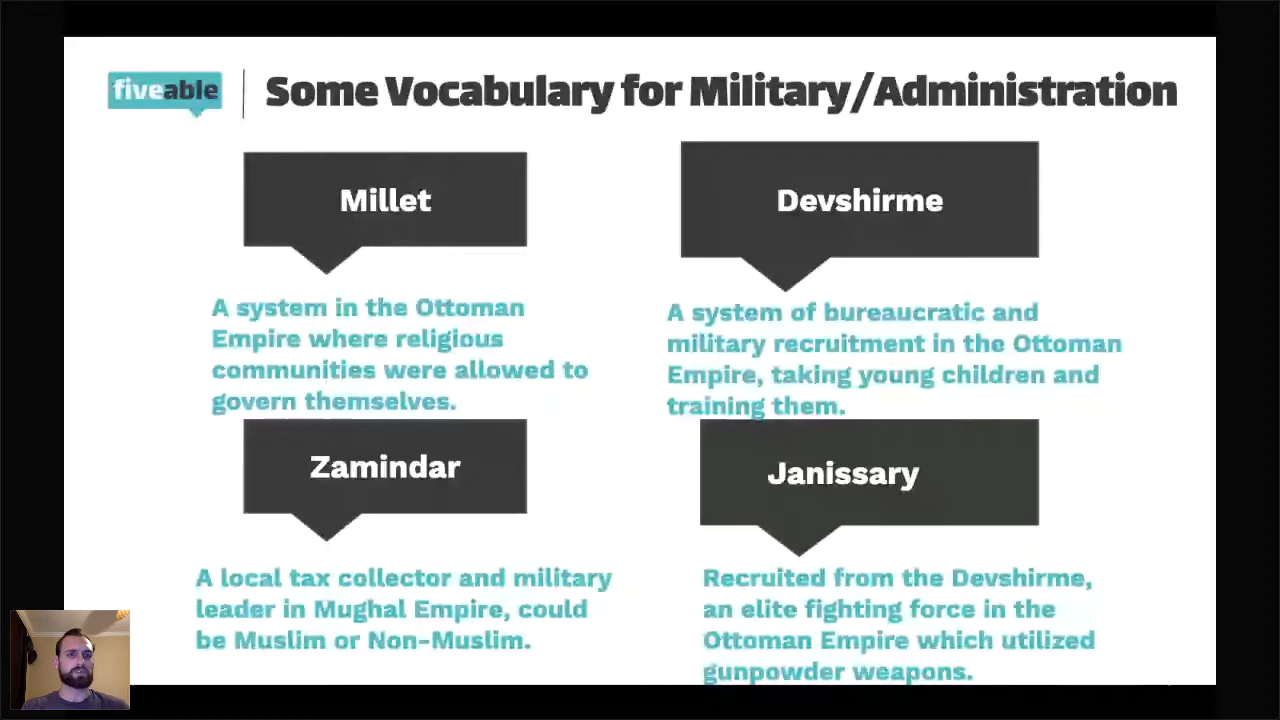 fiveable
Some Vocabulary for Military/Administration
Millet
A system in the Ottoman
Empire where religious
communities were allowed to
govern themselves.
Devshirme
A system of bureaucratic and
military recruitment in the Ottoman
Empire, taking young children and
training them.
Zamindar
A local tax collector and military
leader in Mughal Empire, could
be Muslim or Non-Muslim.
Janissary
Recruited from the Devshirme,
an elite fighting force in the
Ottoman Empire which utilized
gunpowder weapons.